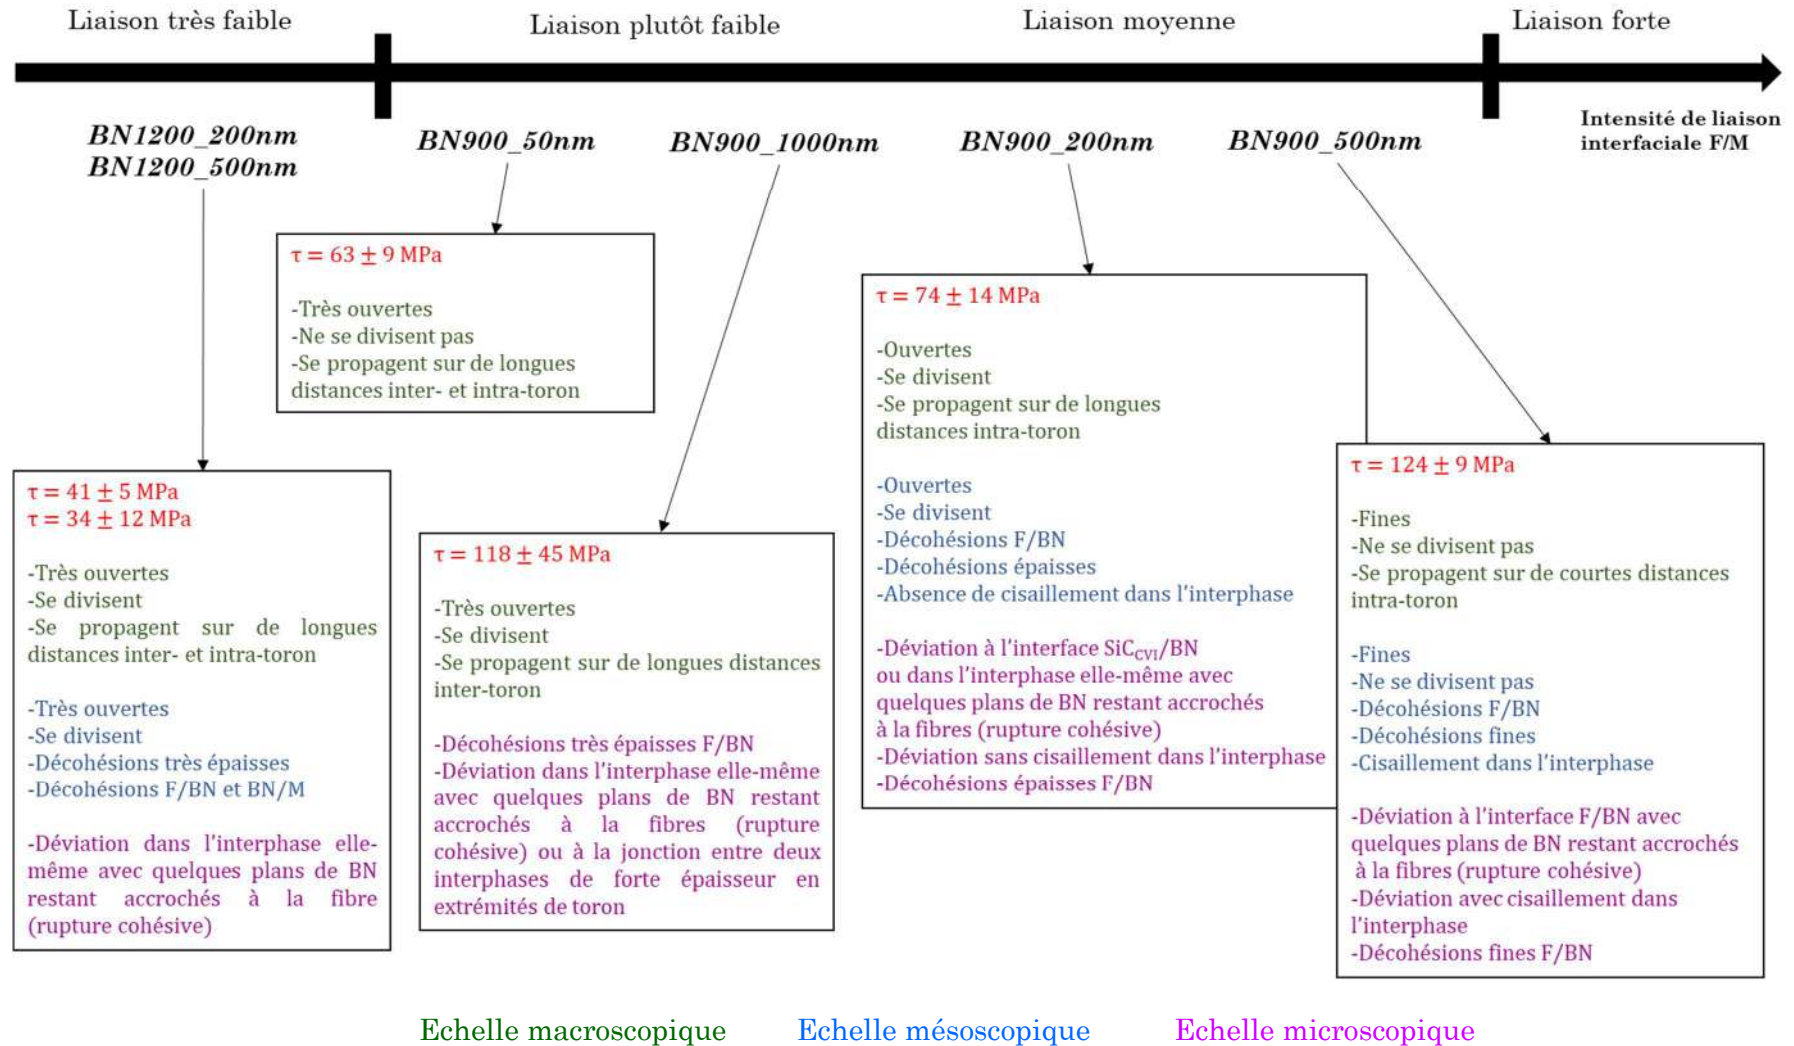 Liaison très faible
Liaison plutôt faible
Liaison moyenne
Liaison forte
Intensité de liaison
interfaciale F/M
BN1200_200nm
BN1200_500nm
BN900_50nm
BN900_1000nm
BN900_200nm
BN900_500nm
τ = 41 ± 5 MPa
τ = 34 ± 12 MPa
-Très ouvertes
-Se divisent
-Se propagent sur de longues
distances inter- et intra-toron
-Très ouvertes
-Se divisent
-Décohésions très épaisses
-Décohésions F/BN et BN/M
-Déviation dans l'interphase elle-
même avec quelques plans de BN
restant accrochés à la fibre
(rupture cohésive)
τ = 63 ± 9 MPa
-Très ouvertes
-Ne se divisent pas
-Se propagent sur de longues
distances inter- et intra-toron
τ = 118 ± 45 MPa
-Très ouvertes
-Se divisent
-Se propagent sur de longues distances
inter-toron
-Décohésions très épaisses F/BN
-Déviation dans l'interphase elle-même
avec quelques plans de BN restant
accrochés à la fibres (rupture
cohésive) ou à la jonction entre deux
interphases de forte épaisseur en
extrémités de toron
τ = 74 ± 14 MPa
-Ouvertes
-Se divisent
-Se propagent sur de longues
distances intra-toron
-Ouvertes
-Se divisent
-Décohésions F/BN
-Décohésions épaisses
-Absence de cisaillement dans l'interphase
-Déviation à l'interface SiC_CVI/BN
ou dans l'interphase elle-même avec
quelques plans de BN restant accrochés
à la fibres (rupture cohésive)
-Déviation sans cisaillement dans l'interphase
-Décohésions épaisses F/BN
τ = 124 ± 9 MPa
-Fines
-Ne se divisent pas
-Se propagent sur de courtes distances
intra-toron
-Fines
-Ne se divisent pas
-Décohésions F/BN
-Décohésions fines
-Cisaillement dans l'interphase
-Déviation à l'interface F/BN avec
quelques plans de BN restant accrochés
à la fibres (rupture cohésive)
-Déviation avec cisaillement dans
l'interphase
-Décohésions fines F/BN
Echelle macroscopique
Echelle mésoscopique
Echelle microscopique